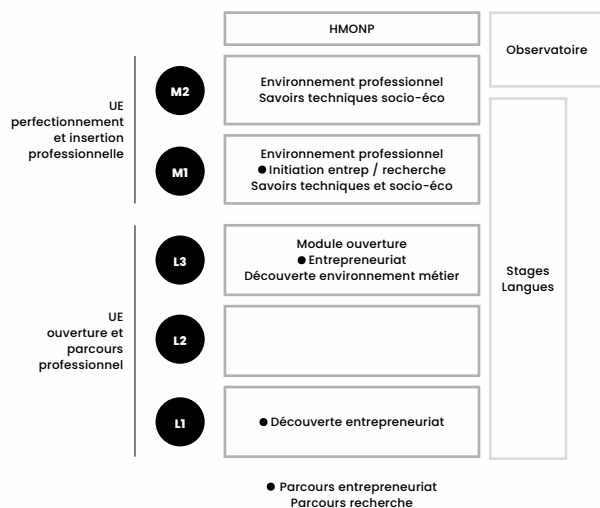 HMONP
Observatoire
UE
perfectionnement
et insertion
professionnelle
M2
Environnement professionnel
Savoirs techniques socio-éco
M1
Environnement professionnel
● Initiation entrep / recherche
Savoirs techniques et socio-éco
UE
ouverture et
parcours
professionnel
L3
Module ouverture
● Entrepreneuriat
Découverte environnement métier
L2
L1
● Découverte entrepreneuriat
Stages
Langues
● Parcours entrepreneuriat
Parcours recherche